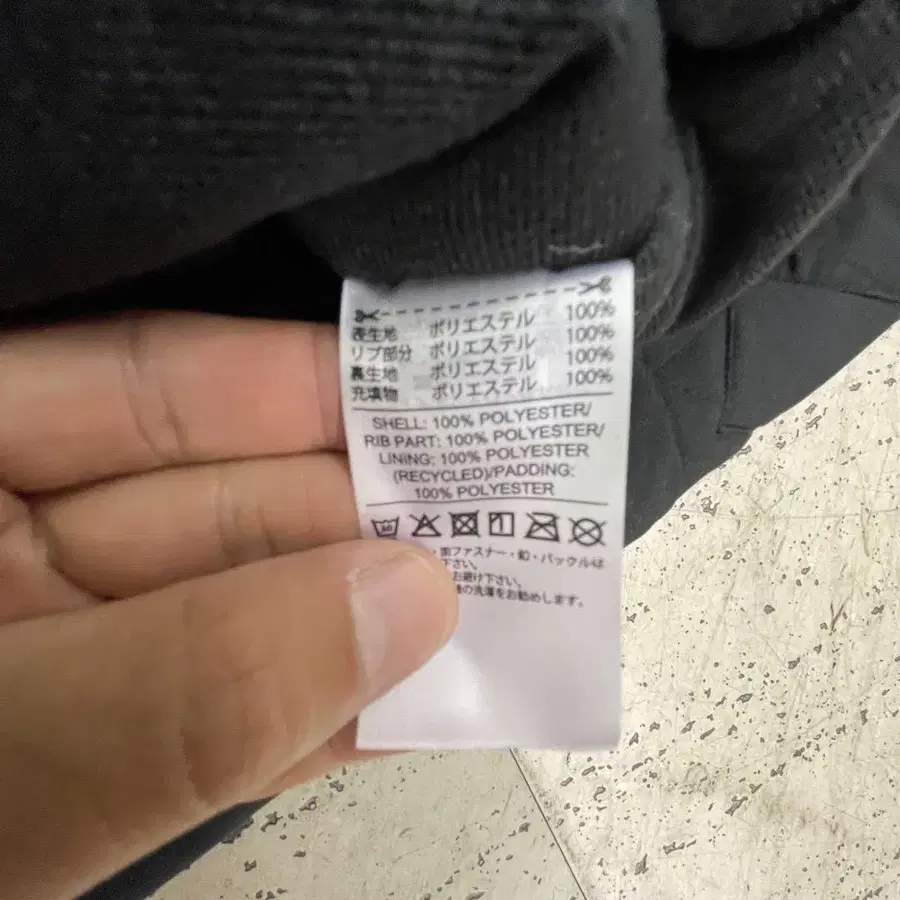 表生地 ポリエステル 100%
リブ部分 ポリエステル 100%
裏生地 ポリエステル 100%
充填物 ポリエステル 100%
SHELL: 100% POLYESTER/
RIB PART: 100% POLYESTER/
LINING: 100% POLYESTER
(RECYCLED)/PADDING:
100% POLYESTER
・面ファスナー・釦・バックルは
下さい。
お避け下さい。
後の洗濯をお勧めします。